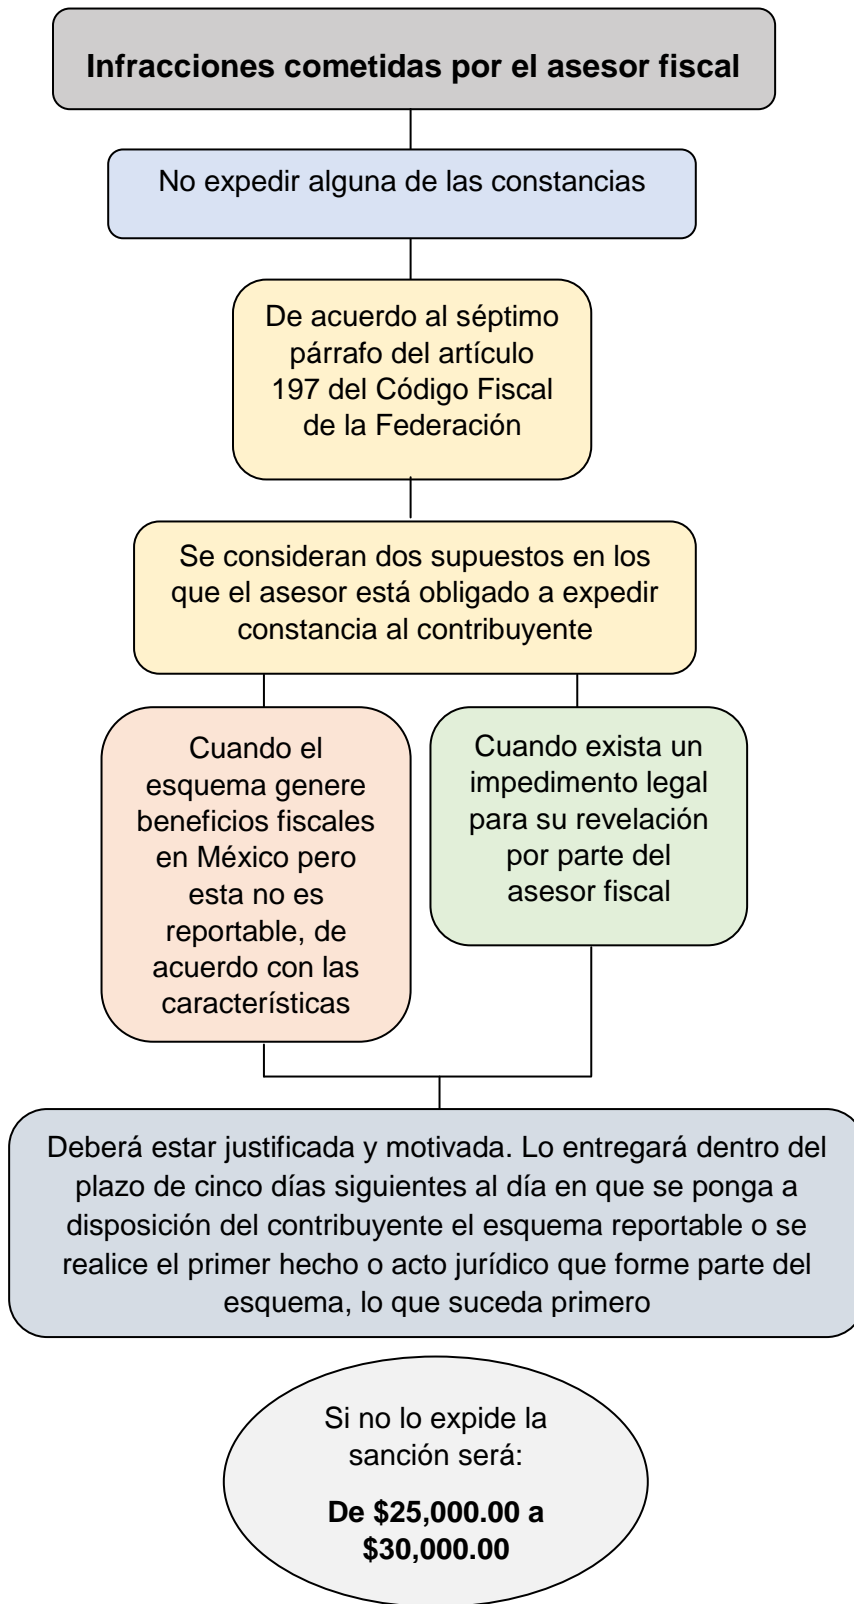 Infracciones cometidas por el asesor fiscal
No expedir alguna de las constancias
De acuerdo al séptimo
párrafo del artículo
197 del Código Fiscal
de la Federación
Se consideran dos supuestos en los
que el asesor está obligado a expedir
constancia al contribuyente
Cuando el
esquema genere
beneficios fiscales
en México pero
esta no es
reportable, de
acuerdo con las
características
Cuando exista un
impedimento legal
para su revelación
por parte del
asesor fiscal
Deberá estar justificada y motivada. Lo entregará dentro del
plazo de cinco días siguientes al día en que se ponga a
disposición del contribuyente el esquema reportable o se
realice el primer hecho o acto jurídico que forme parte del
esquema, lo que suceda primero
Si no lo expide la
sanción será:
De $25,000.00 a
$30,000.00